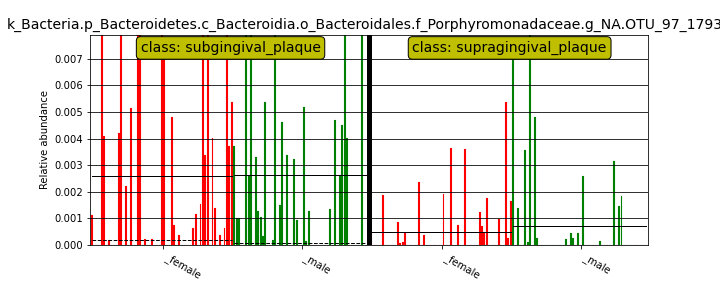 k_Bacteria.p_Bacteroidetes.c_Bacteroidia.o_Bacteroidales.f_Porphyromonadaceae.g_NA.OTU_97_1793
class: subgingival_plaque
class: supragingival_plaque
Relative abundance
0.007
0.006
0.005
0.004
0.003
0.002
0.001
0.000
_female
_male
_female
_male